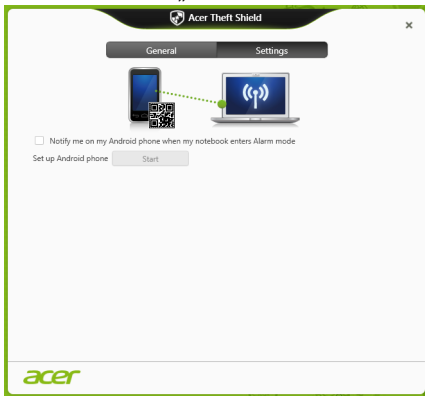 Acer Theft Shield
General Settings
Notify me on my Android phone when my notebook enters Alarm mode
Set up Android phone Start
acer